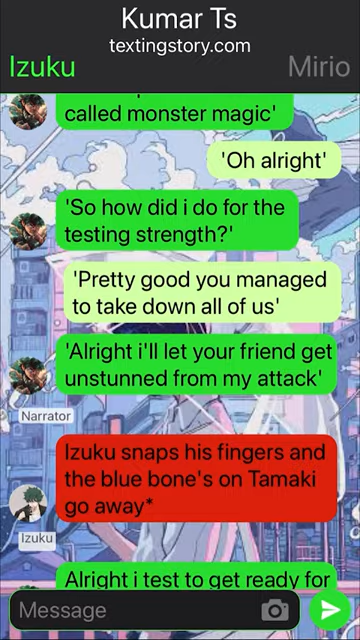 Kumar Ts
textingstory.com
Izuku
Mirio
called monster magic'
'Oh alright'
'So how did i do for the
testing strength?'
'Pretty good you managed
to take down all of us'
'Alright i'll let your friend get
unstunned from my attack'
Narrator
Izuku snaps his fingers and
the blue bone's on Tamaki
go away*
Izuku
Alright i test to get ready for
Message